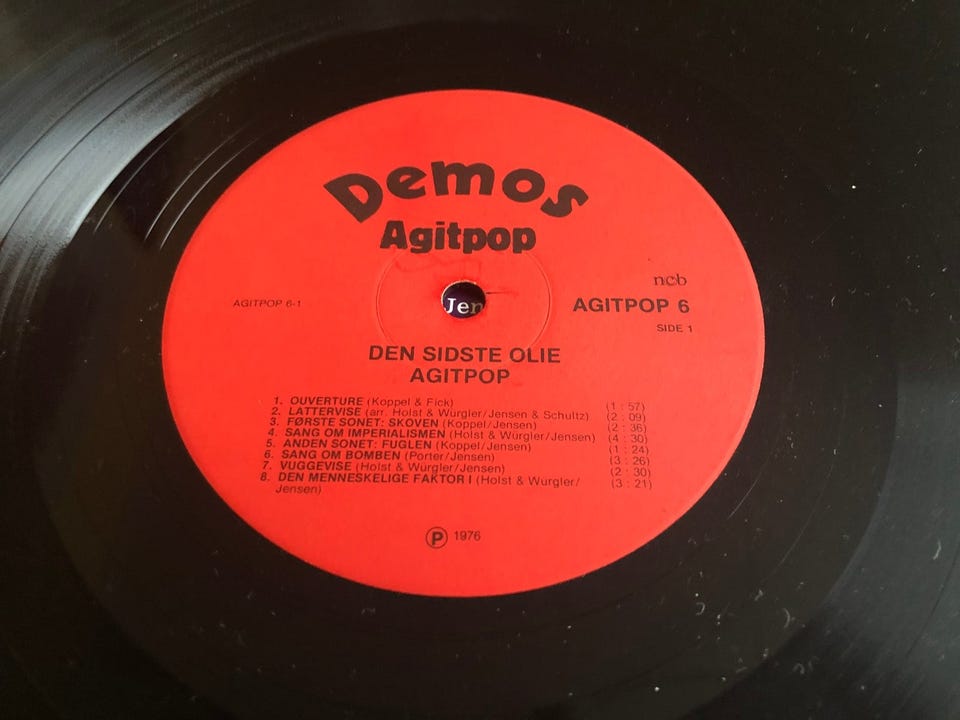 Demos
Agitpop
ncb
AGITPOP 6-1
Jen
AGITPOP 6
SIDE 1
DEN SIDSTE OLIE
AGITPOP
1. OUVERTURE (Koppel & Fick) (1 : 57)
2. LATTERVISE (arr. Holst & Würgler/Jensen & Schultz) (2 : 09)
3. FØRSTE SONET: SKOVEN (Koppel/Jensen) (2 : 36)
4. SANG OM IMPERIALISMEN (Holst & Würgler/Jensen) (4 : 30)
5. ANDEN SONET: FUGLEN (Koppel/Jensen) (1 : 24)
6. SANG OM BOMBEN (Porter/Jensen) (3 : 26)
7. VUGGEVISE (Holst & Würgler/Jensen) (2 : 30)
8. DEN MENNESKELIGE FAKTOR I (Holst & Wurgler/ (3 : 21)
Jensen)
Ⓟ 1976